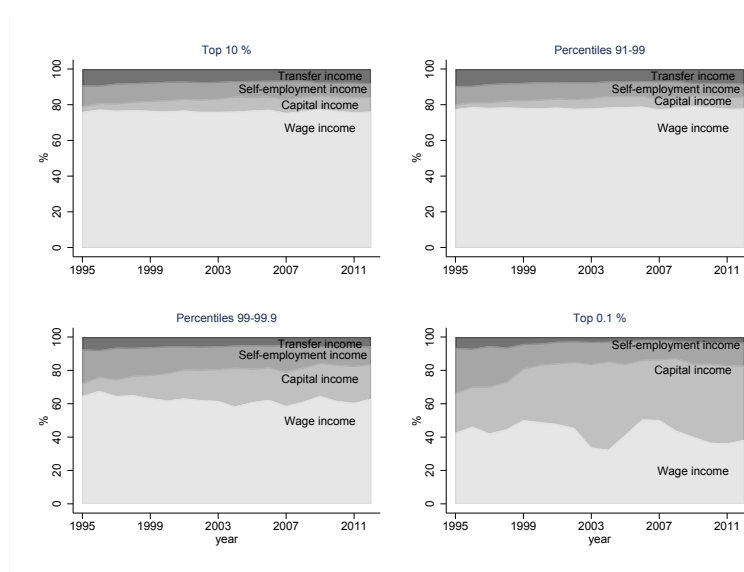 Top 10 %
100
80
60
40
20
0
%
Transfer income
Self-employment income
Capital income
Wage income
1995 1999 2003 2007 2011
Percentiles 91-99
100
80
60
40
20
0
%
Transfer income
Self-employment income
Capital income
Wage income
1995 1999 2003 2007 2011
Percentiles 99-99.9
100
80
60
40
20
0
%
Transfer income
Self-employment income
Capital income
Wage income
1995 1999 2003 2007 2011
year
Top 0.1 %
100
80
60
40
20
0
%
Self-employment income
Capital income
Wage income
1995 1999 2003 2007 2011
year